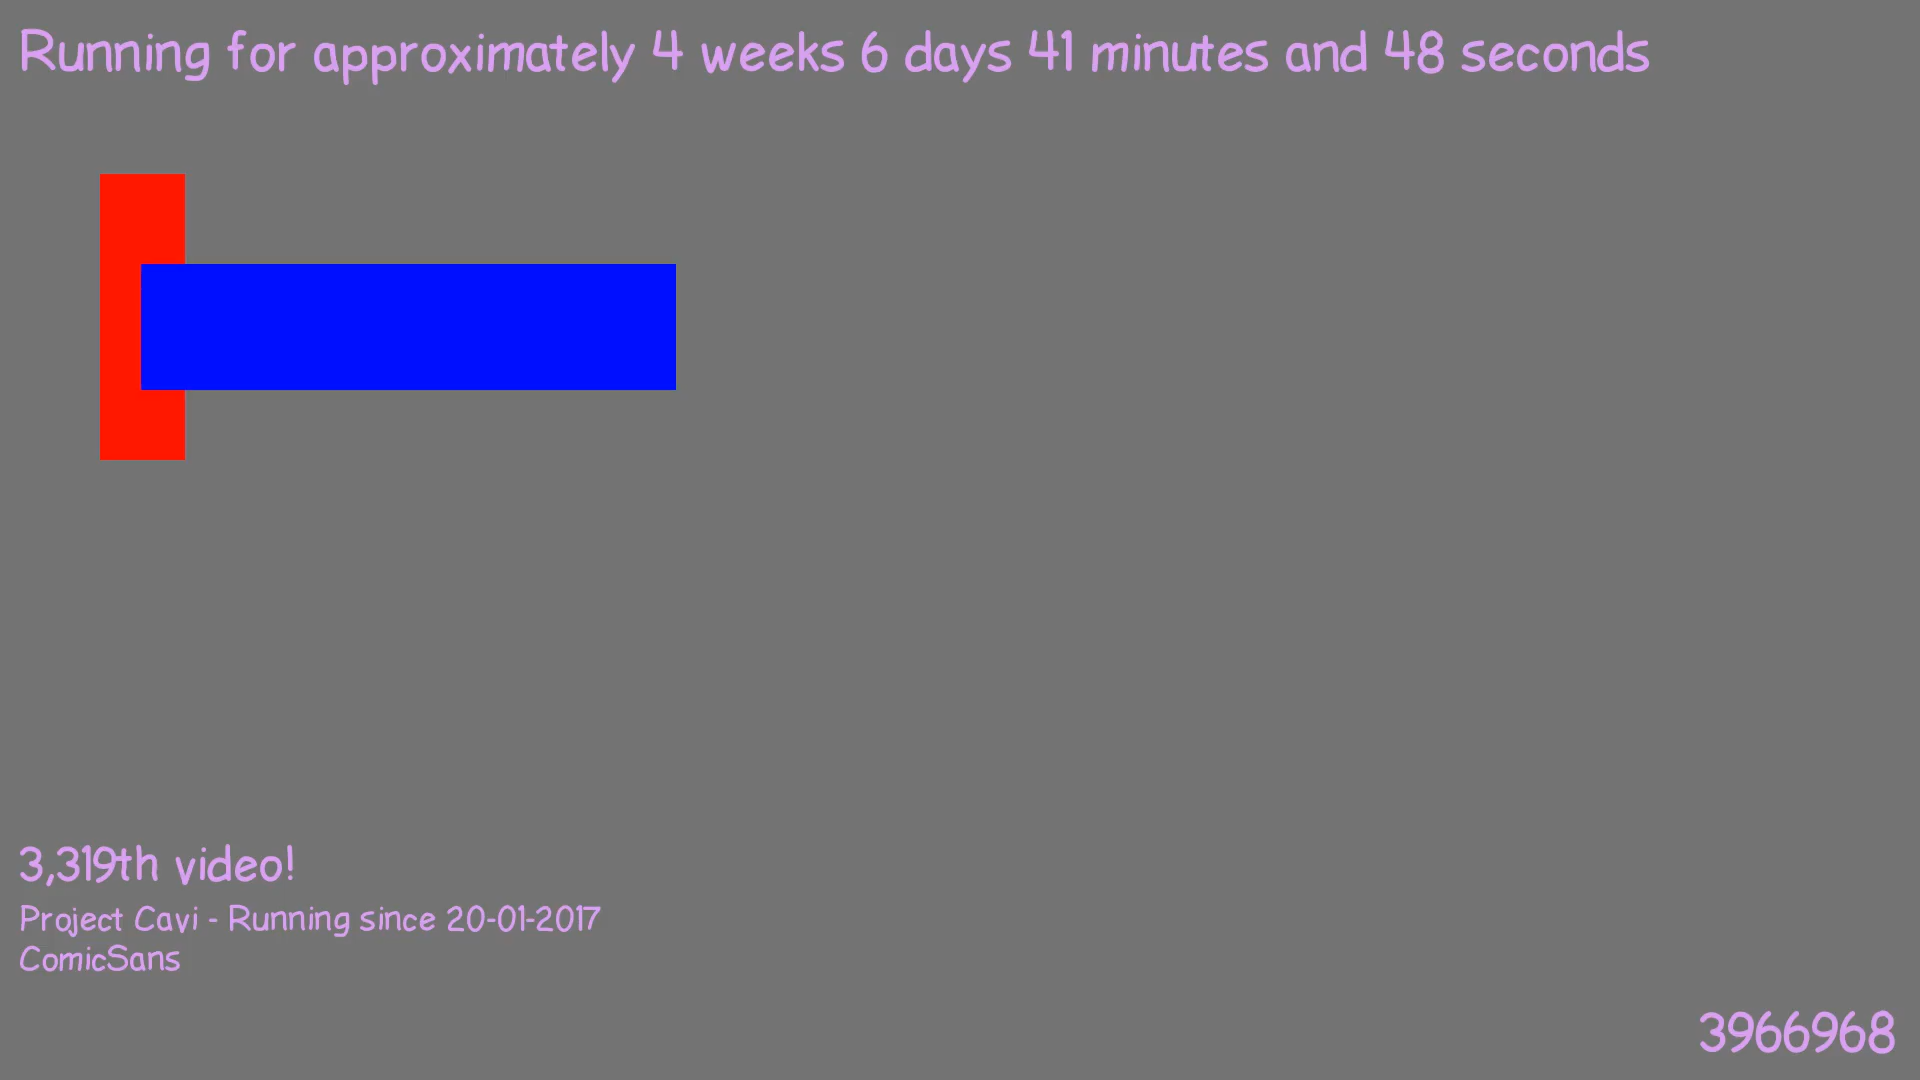 Running for approximately 4 weeks 6 days 41 minutes and 48 seconds
3,319th video!
Project Cavi - Running since 20-01-2017
ComicSans
3966968